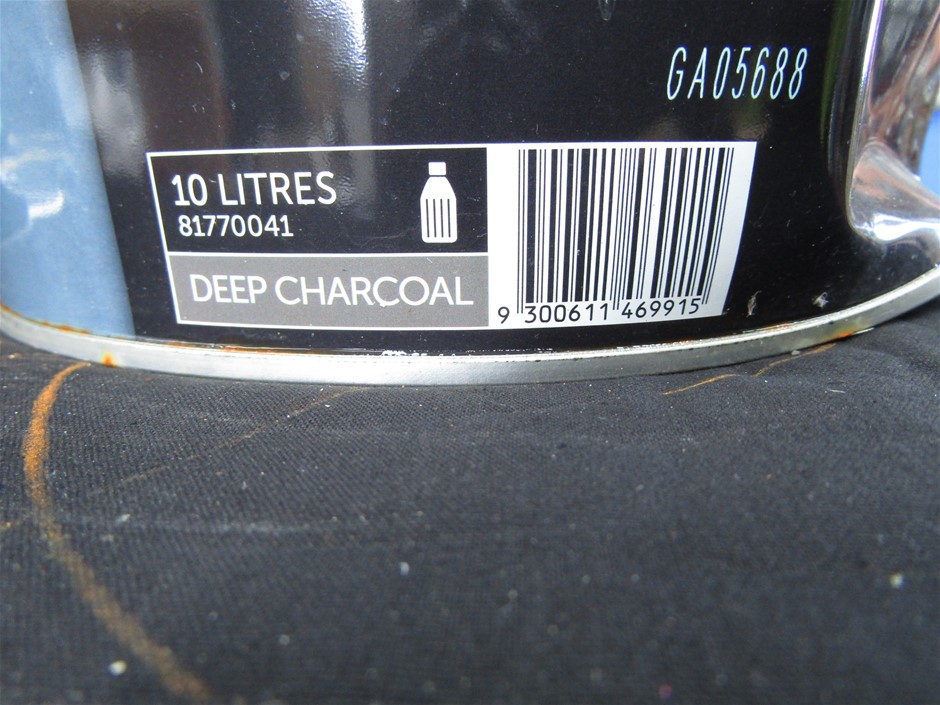 GA05688
10 LITRES
81770041
DEEP CHARCOAL
9 300611 469915